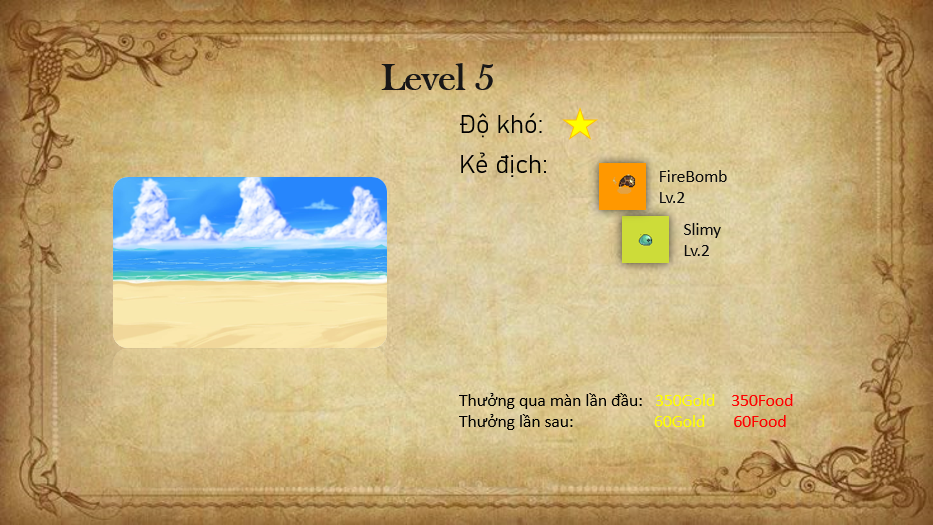 Level 5
Độ khó:
Kẻ địch:
FireBomb
Lv.2
Slimy
Lv.2
Thưởng qua màn lần đầu: 350Gold 350Food
Thưởng lần sau: 60Gold 60Food